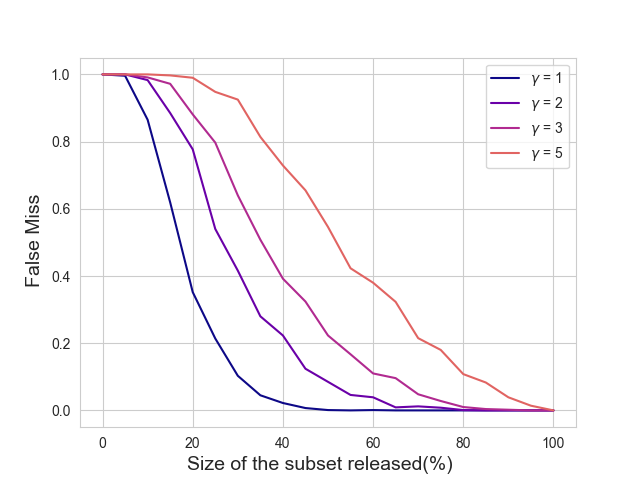 γ = 1
γ = 2
γ = 3
γ = 5
1.0
0.8
0.6
0.4
0.2
0.0
False Miss
0 20 40 60 80 100
Size of the subset released(%)